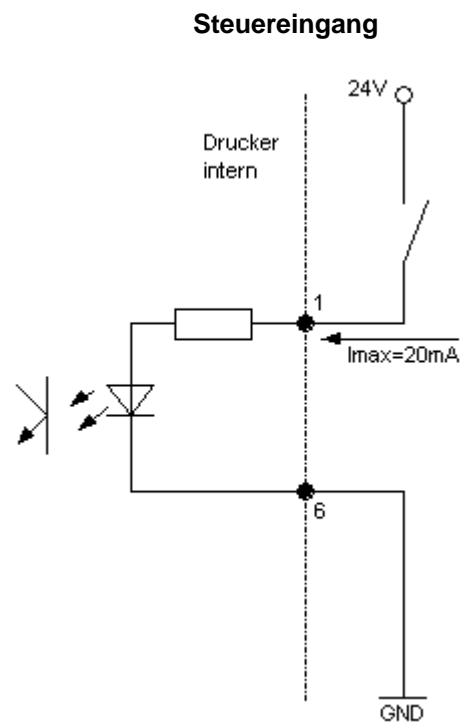 Steuereingang
24V
Drucker
intern
1
Imax=20mA
6
GND